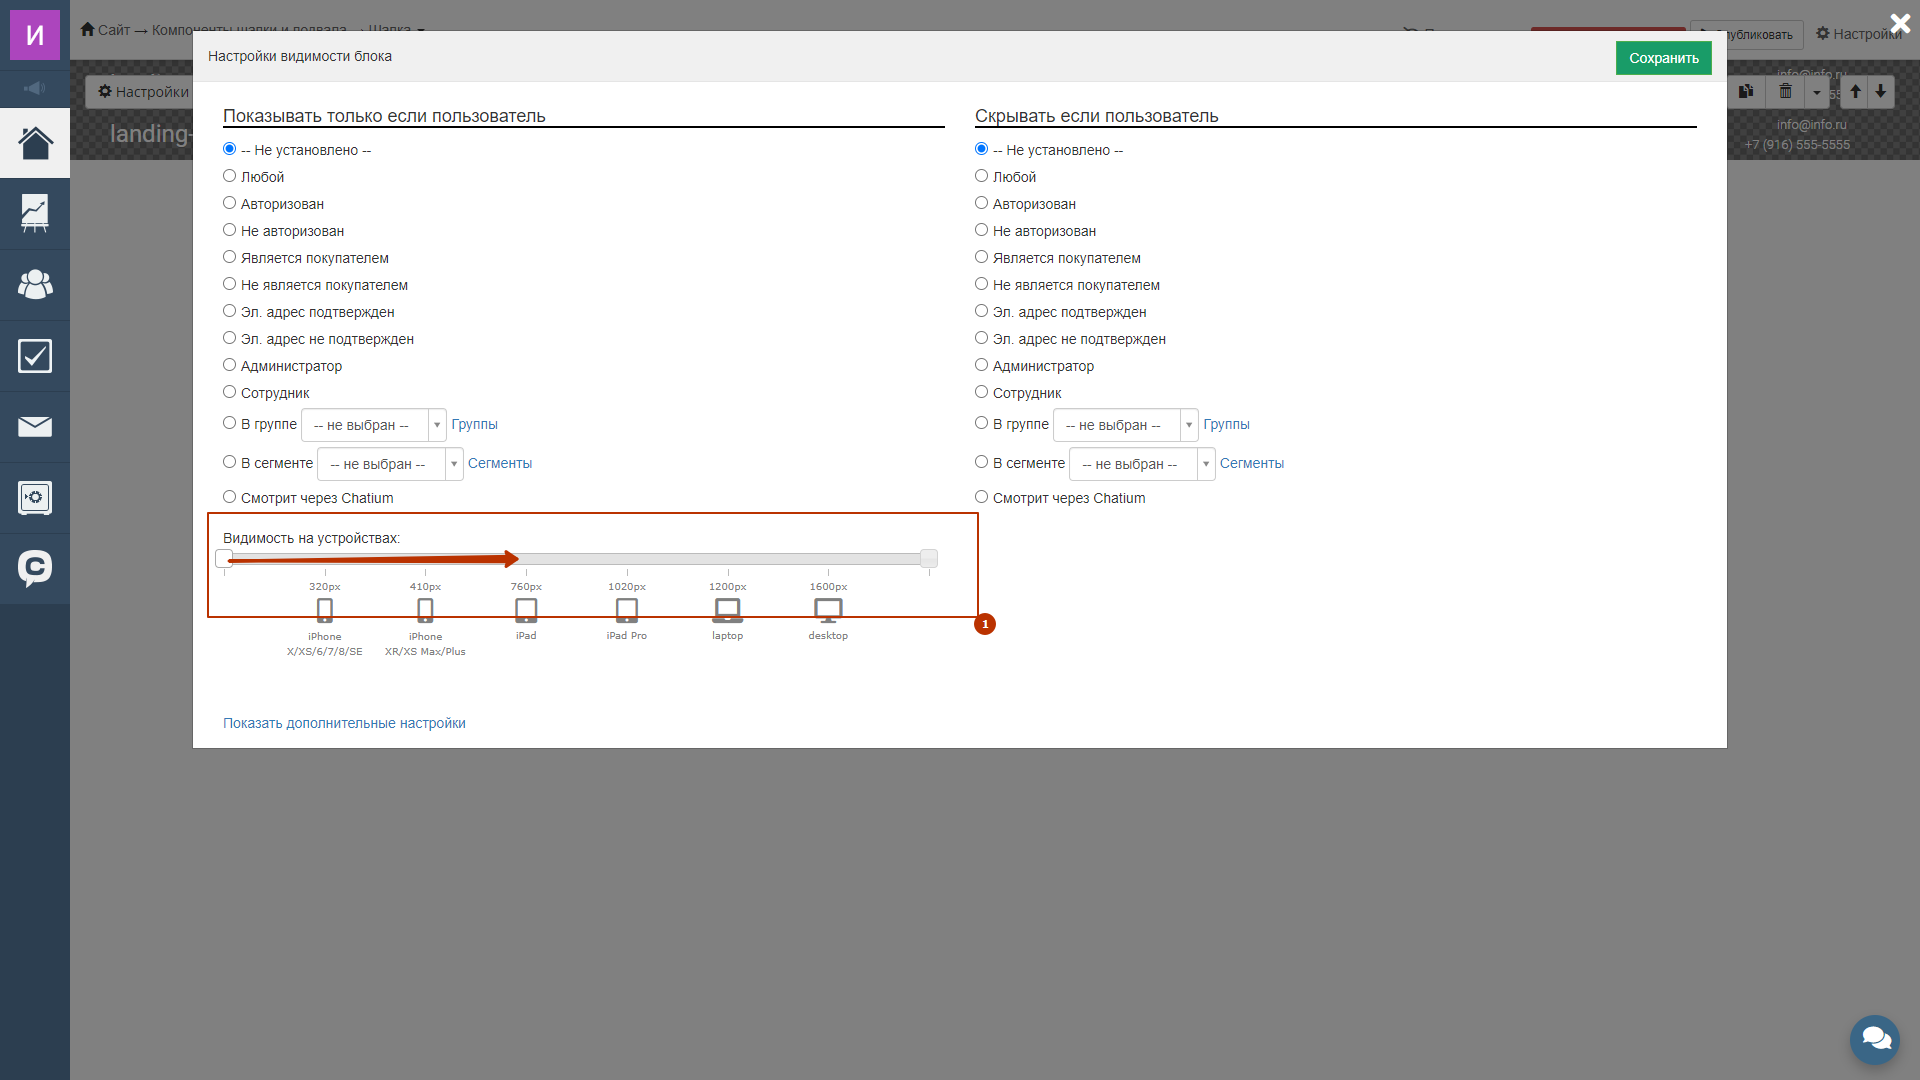 И
Сайт → Компоненты шапки и подвала → Шапка
Настройки
Настройки
landing-
info@info.ru
info@info.ru
+7 (916) 555-5555
Настройки видимости блока
Сохранить
Показывать только если пользователь
-- Не установлено --
Любой
Авторизован
Не авторизован
Является покупателем
Не является покупателем
Эл. адрес подтвержден
Эл. адрес не подтвержден
Администратор
Сотрудник
В группе -- не выбран -- Группы
В сегменте -- не выбран -- Сегменты
Смотрит через Chatium
Скрывать если пользователь
-- Не установлено --
Любой
Авторизован
Не авторизован
Является покупателем
Не является покупателем
Эл. адрес подтвержден
Эл. адрес не подтвержден
Администратор
Сотрудник
В группе -- не выбран -- Группы
В сегменте -- не выбран -- Сегменты
Смотрит через Chatium
Видимость на устройствах:
320px 410px 760px 1020px 1200px 1600px
1
iPhone iPhone iPad iPad Pro laptop desktop
X/XS/6/7/8/SE XR/XS Max/Plus
Показать дополнительные настройки